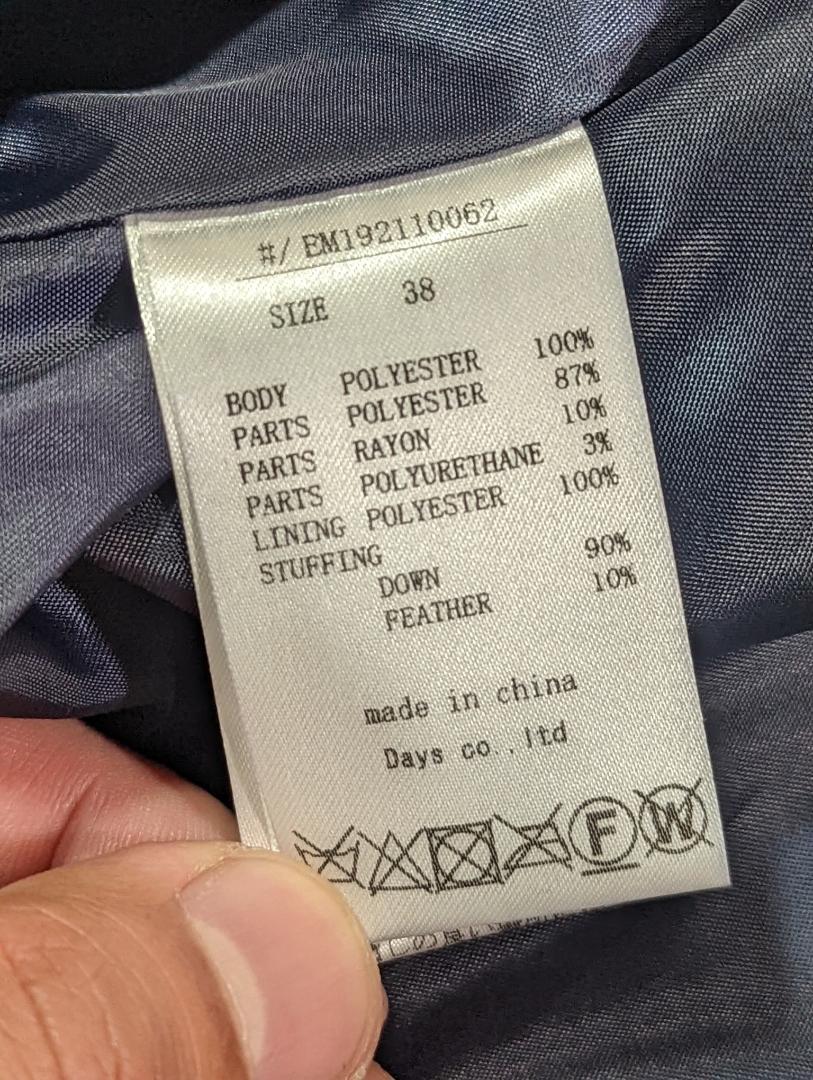 #/ EM192110062
SIZE 38
BODY POLYESTER 100%
PARTS POLYESTER 87%
PARTS RAYON 10%
PARTS POLYURETHANE 3%
LINING POLYESTER 100%
STUFFING
DOWN 90%
FEATHER 10%
made in china
Days co.,ltd
F W